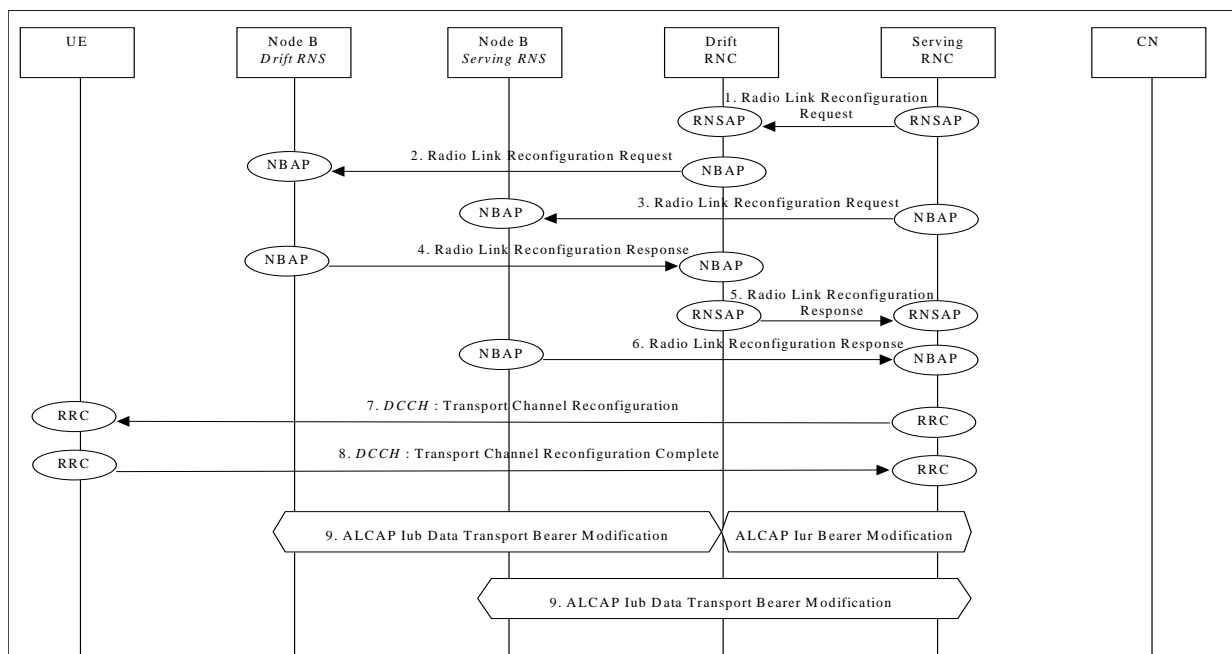 UE
Node B
Drift RNS
Node B
Serving RNS
Drift
RNC
Serving
RNC
CN
1. Radio Link Reconfiguration
Request
RNSAP
RNSAP
2. Radio Link Reconfiguration Request
NBAP
NBAP
3. Radio Link Reconfiguration Request
NBAP
NBAP
4. Radio Link Reconfiguration Response
NBAP
NBAP
5. Radio Link Reconfiguration
Response
RNSAP
RNSAP
6. Radio Link Reconfiguration Response
NBAP
NBAP
7. DCCH : Transport Channel Reconfiguration
RRC
RRC
8. DCCH : Transport Channel Reconfiguration Complete
RRC
RRC
9. ALCAP Iub Data Transport Bearer Modification
ALCAP Iur Bearer Modification
9. ALCAP Iub Data Transport Bearer Modification